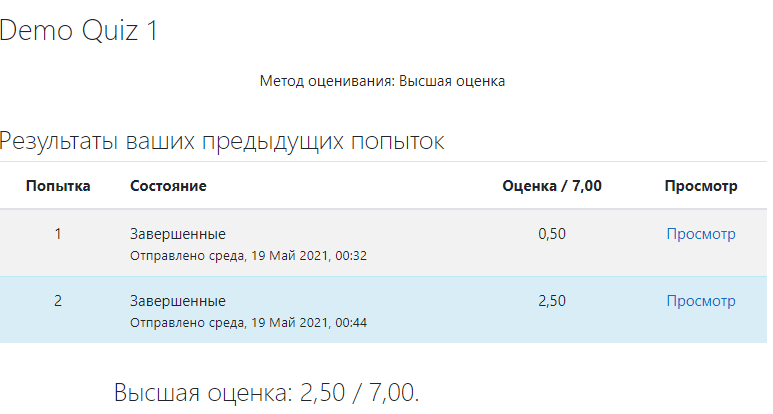 Demo Quiz 1
Метод оценивания: Высшая оценка
Результаты ваших предыдущих попыток
Попытка Состояние Оценка / 7,00 Просмотр
1 Завершенные 0,50 Просмотр
Отправлено среда, 19 Май 2021, 00:32
2 Завершенные 2,50 Просмотр
Отправлено среда, 19 Май 2021, 00:44
Высшая оценка: 2,50 / 7,00.